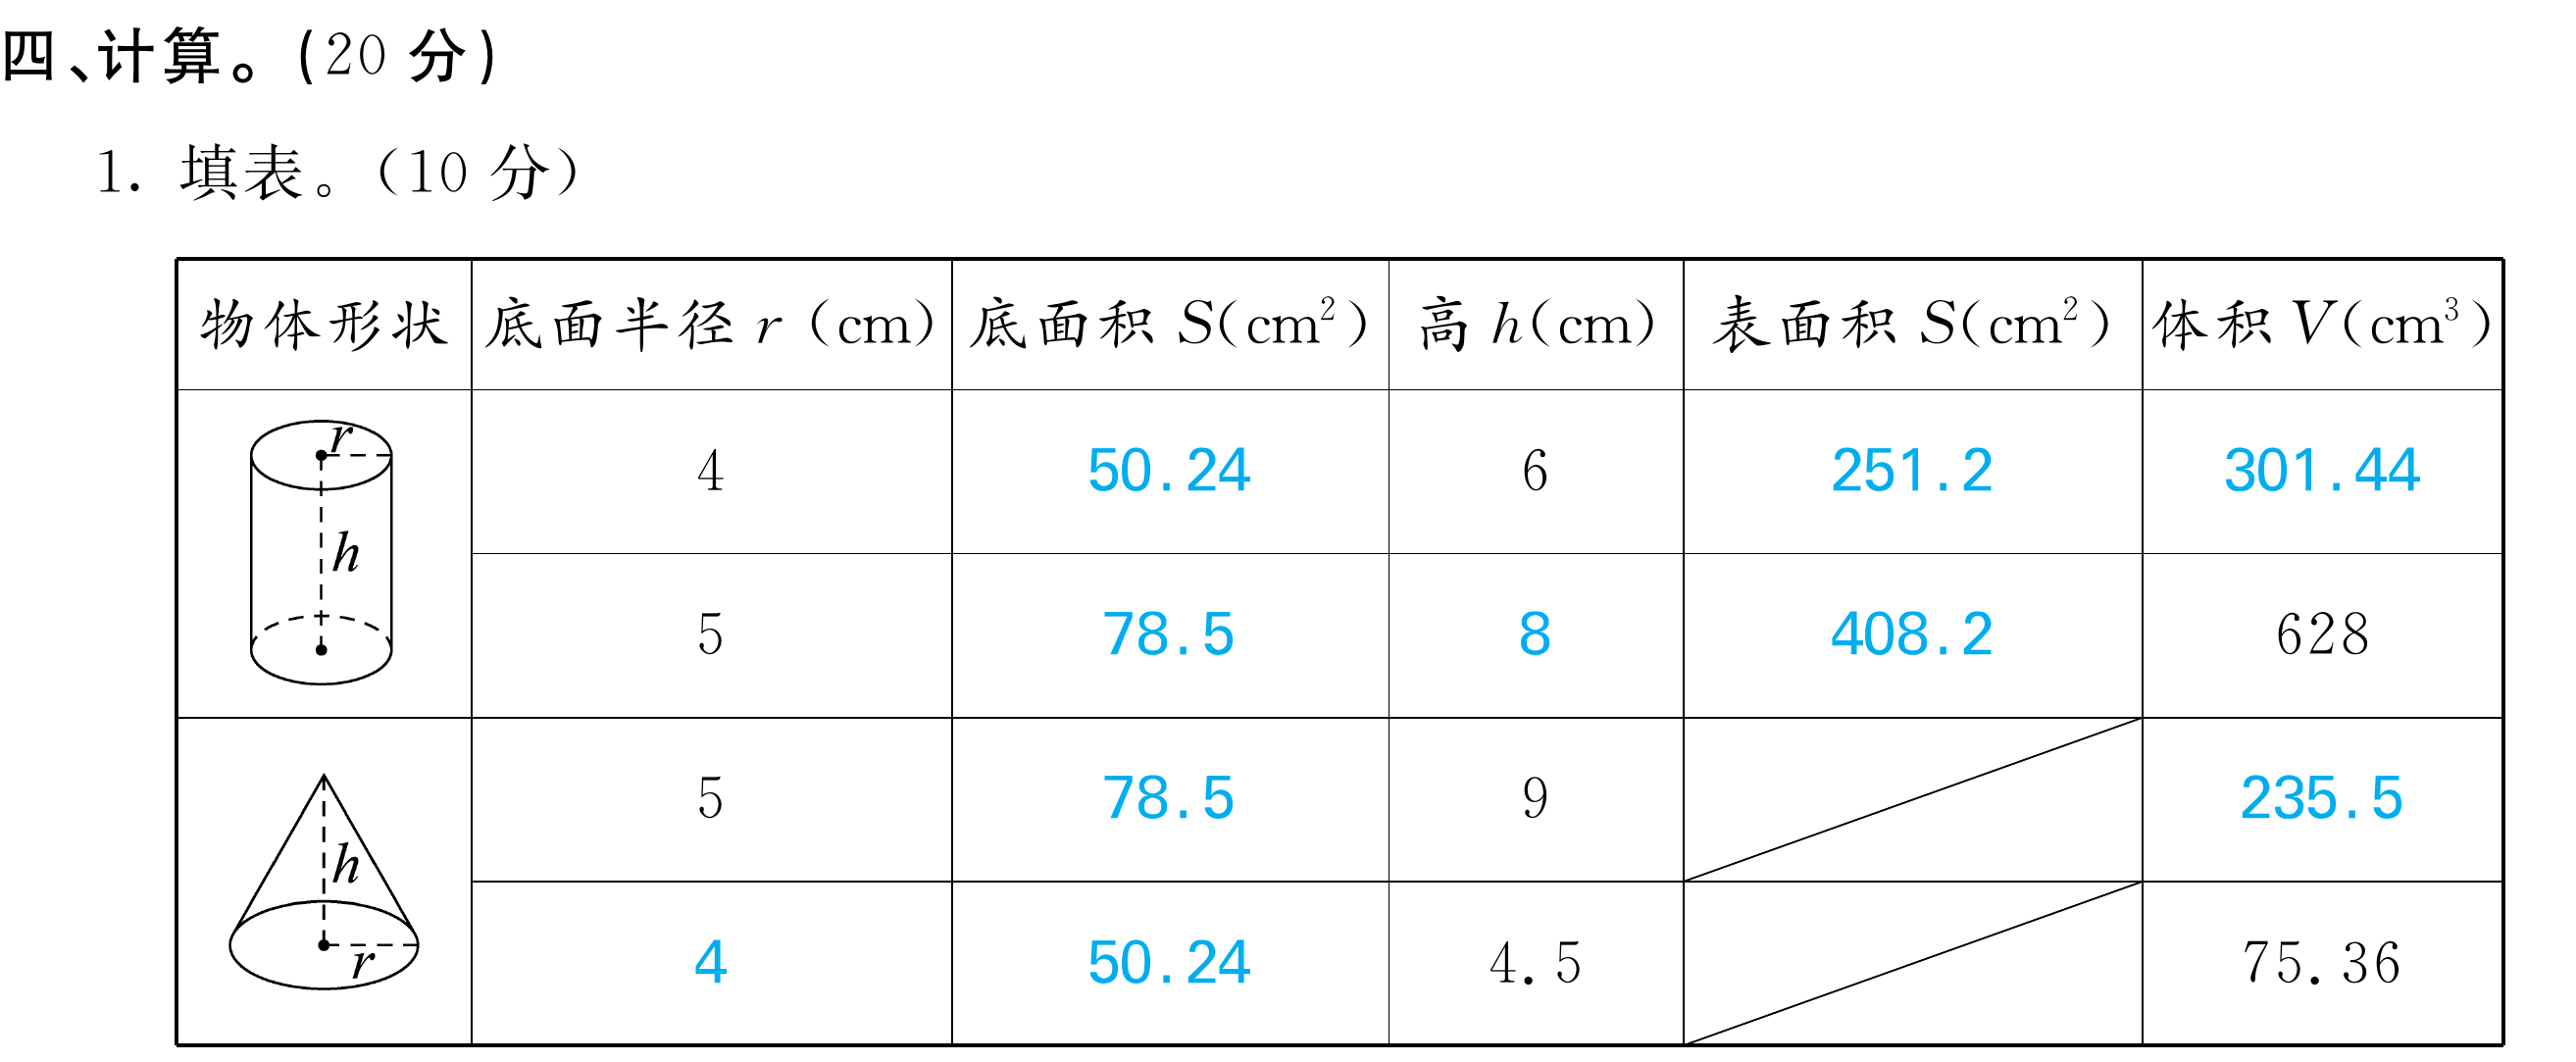 四、计算。(20 分)
1. 填表。(10 分)
物体形状 底面半径 r (cm) 底面积 S(cm²) 高 h(cm) 表面积 S(cm²) 体积 V(cm³)
r
h
4 50.24 6 251.2 301.44
5 78.5 8 408.2 628
h
r
5 78.5 9 235.5
4 50.24 4.5 75.36